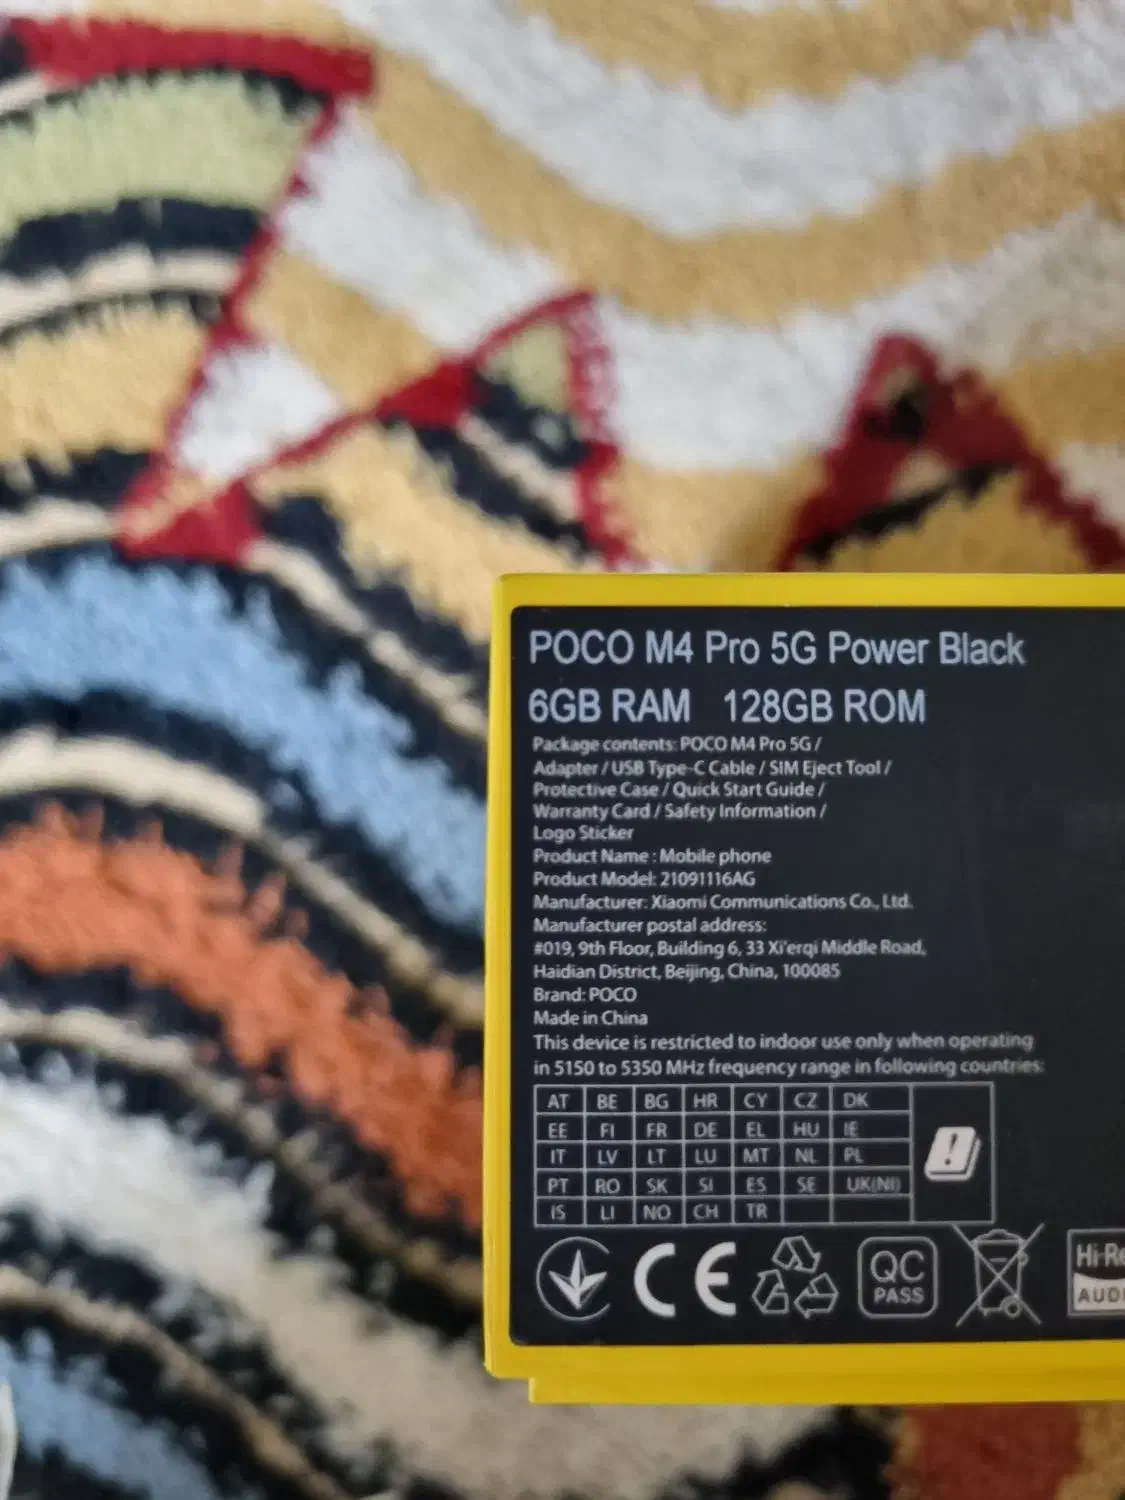 POCO M4 Pro 5G Power Black
6GB RAM 128GB ROM
Package contents: POCO M4 Pro 5G /
Adapter / USB Type-C Cable / SIM Eject Tool /
Protective Case / Quick Start Guide /
Warranty Card / Safety Information /
Logo Sticker
Product Name : Mobile phone
Product Model: 21091116AG
Manufacturer: Xiaomi Communications Co., Ltd.
Manufacturer postal address:
#019, 9th Floor, Building 6, 33 Xi'erqi Middle Road,
Haidian District, Beijing, China, 100085
Brand: POCO
Made in China
This device is restricted to indoor use only when operating
in 5150 to 5350 MHz frequency range in following countries:
AT BE BG HR CY CZ DK
EE FI FR DE EL HU IE
IT LV LT LU MT NL PL
PT RO SK SI ES SE UK(NI)
IS LI NO CH TR
CE
QC
PASS
Hi-Re
AUDI